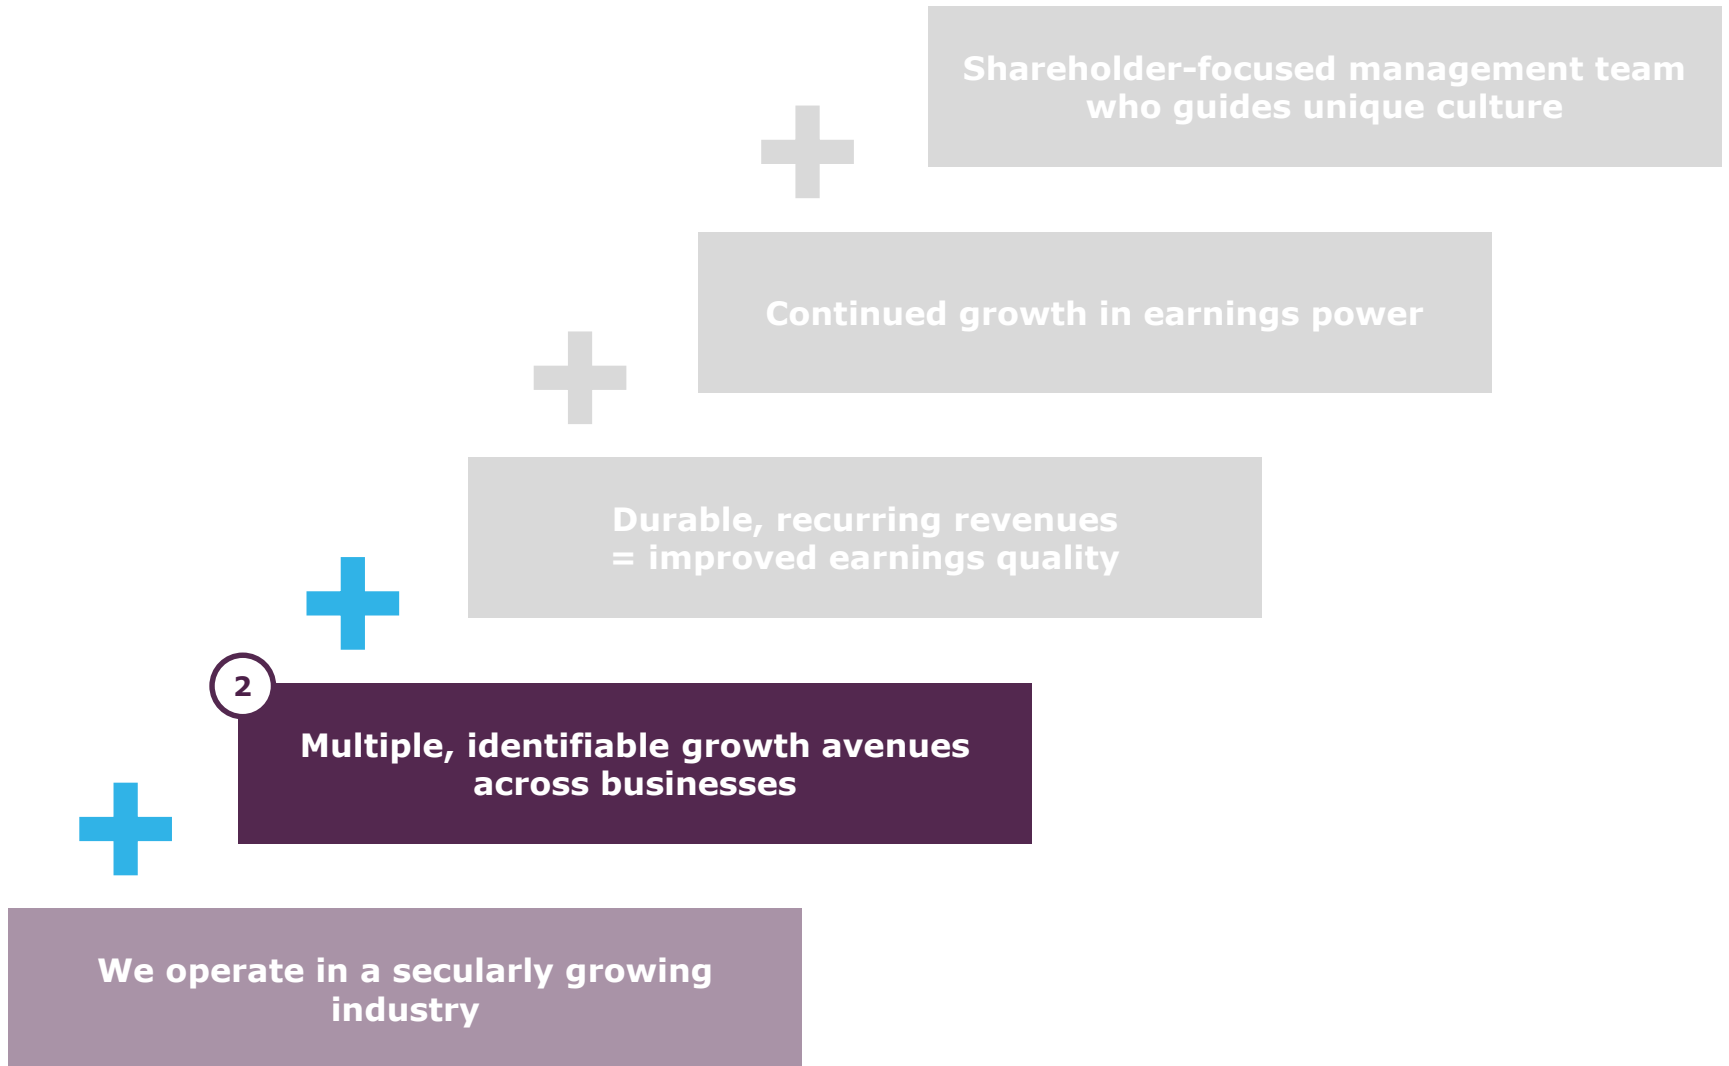 Shareholder-focused management team
who guides unique culture
Continued growth in earnings power
Durable, recurring revenues
= improved earnings quality
2
Multiple, identifiable growth avenues
across businesses
We operate in a secularly growing
industry